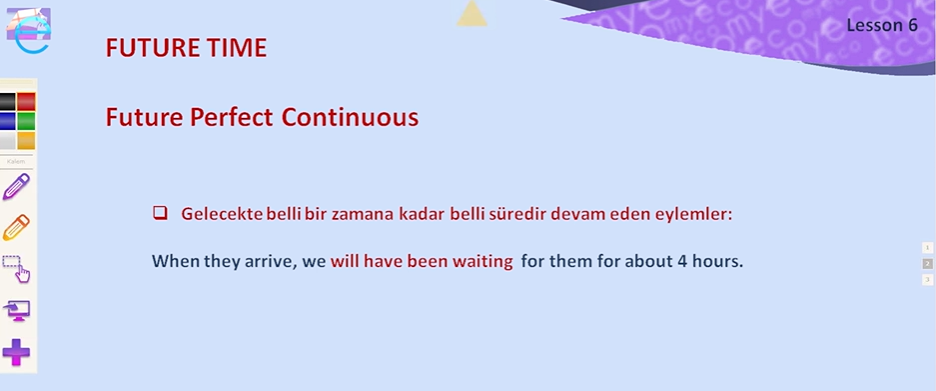 Lesson 6
FUTURE TIME
Future Perfect Continuous
❑ Gelecekte belli bir zamana kadar belli süredir devam eden eylemler:
When they arrive, we will have been waiting for them for about 4 hours.
Kalem
1
2
3